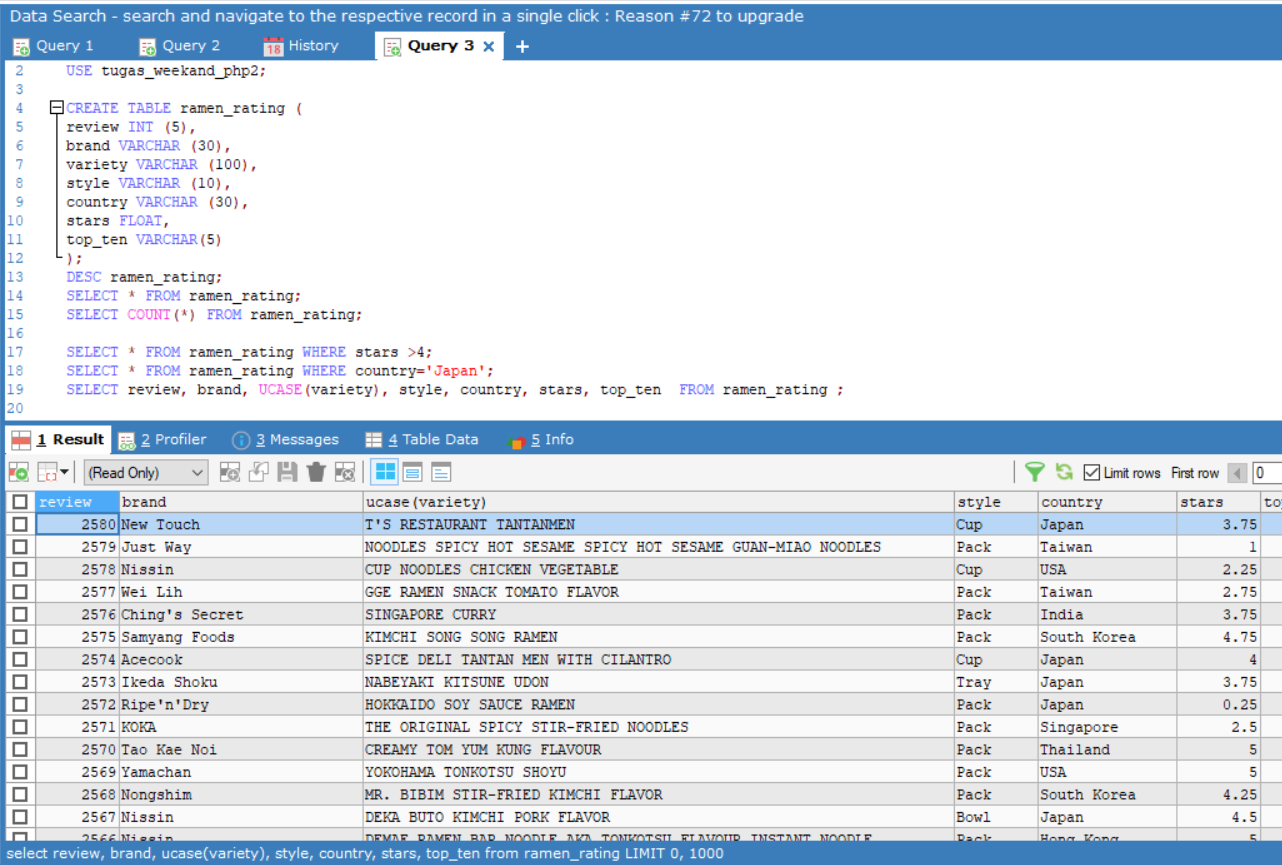 Data Search - search and navigate to the respective record in a single click : Reason #72 to upgrade
Query 1 Query 2 18 History Query 3 × +
2 USE tugas_weekand_php2;
3
4 CREATE TABLE ramen_rating (
5 review INT (5),
6 brand VARCHAR (30),
7 variety VARCHAR (100),
8 style VARCHAR (10),
9 country VARCHAR (30),
10 stars FLOAT,
11 top_ten VARCHAR(5)
12 );
13 DESC ramen_rating;
14 SELECT * FROM ramen_rating;
15 SELECT COUNT(*) FROM ramen_rating;
16
17 SELECT * FROM ramen_rating WHERE stars >4;
18 SELECT * FROM ramen_rating WHERE country='Japan';
19 SELECT review, brand, UCASE(variety), style, country, stars, top_ten  FROM ramen_rating ;
20
1 Result 2 Profiler 3 Messages 4 Table Data 5 Info
(Read Only) Limit rows First row 0
review brand ucase(variety) style country stars to
2580 New Touch T'S RESTAURANT TANTANMEN Cup Japan 3.75
2579 Just Way NOODLES SPICY HOT SESAME SPICY HOT SESAME GUAN-MIAO NOODLES Pack Taiwan 1
2578 Nissin CUP NOODLES CHICKEN VEGETABLE Cup USA 2.25
2577 Wei Lih GGE RAMEN SNACK TOMATO FLAVOR Pack Taiwan 2.75
2576 Ching's Secret SINGAPORE CURRY Pack India 3.75
2575 Samyang Foods KIMCHI SONG SONG RAMEN Pack South Korea 4.75
2574 Acecook SPICE DELI TANTAN MEN WITH CILANTRO Cup Japan 4
2573 Ikeda Shoku NABEYAKI KITSUNE UDON Tray Japan 3.75
2572 Ripe'n'Dry HOKKAIDO SOY SAUCE RAMEN Pack Japan 0.25
2571 KOKA THE ORIGINAL SPICY STIR-FRIED NOODLES Pack Singapore 2.5
2570 Tao Kae Noi CREAMY TOM YUM KUNG FLAVOUR Pack Thailand 5
2569 Yamachan YOKOHAMA TONKOTSU SHOYU Pack USA 5
2568 Nongshim MR. BIBIM STIR-FRIED KIMCHI FLAVOR Pack South Korea 4.25
2567 Nissin DEKA BUTO KIMCHI PORK FLAVOR Bowl Japan 4.5
2566 Nissin DEMAE RAMEN BAR NOODLE AKA TONKOTSU FLAVOUR INSTANT NOODLE Pack Hong Kong 5
select review, brand, ucase(variety), style, country, stars, top_ten from ramen_rating LIMIT 0, 1000